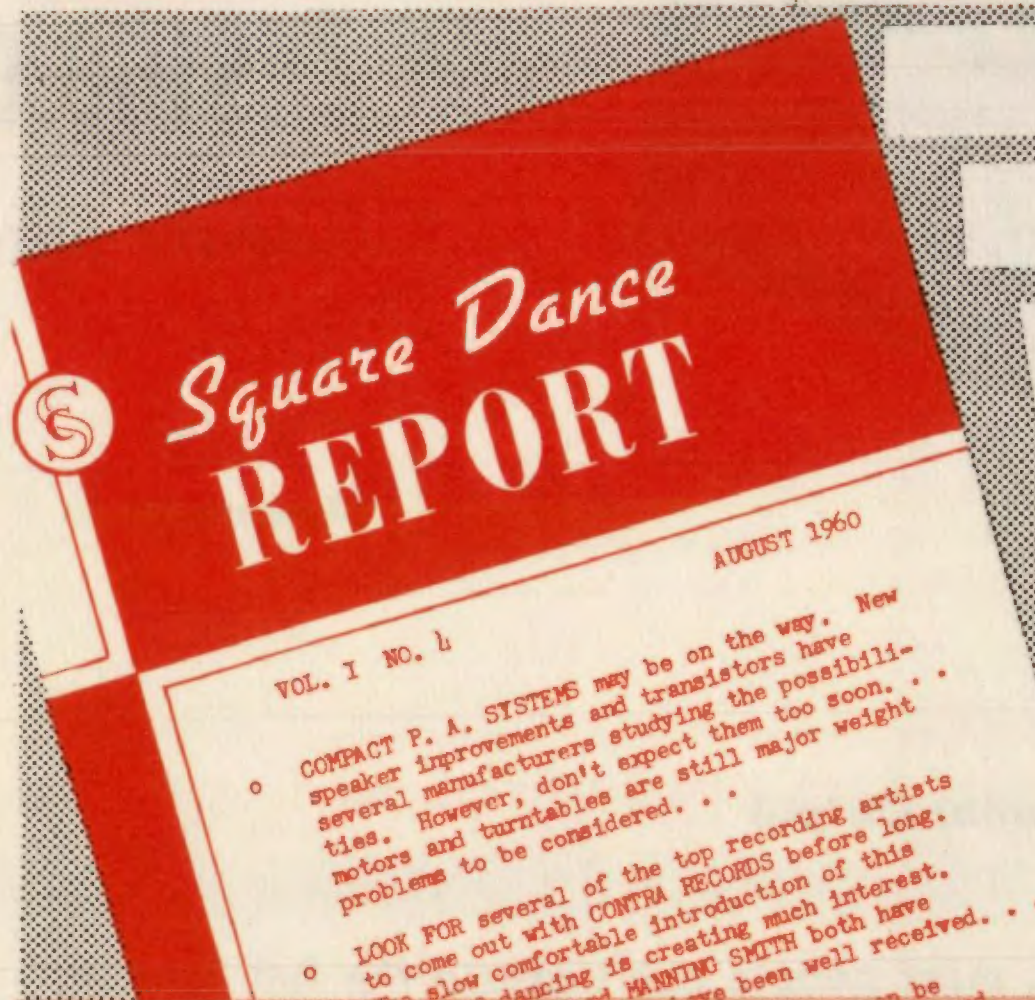 SS
Square Dance
REPORT
AUGUST 1960
VOL. I NO. 4
o COMPACT P. A. SYSTEMS may be on the way. New
speaker inprovements and transistors have
several manufacturers studying the possibili-
ties. However, don't expect them too soon. . .
motors and turntables are still major weight
problems to be considered. . .
o LOOK FOR several of the top recording artists
to come out with CONTRA RECORDS before long.
slow comfortable introduction of this
dancing is creating much interest.
MANNING SMITH both have
been well received. . .
be